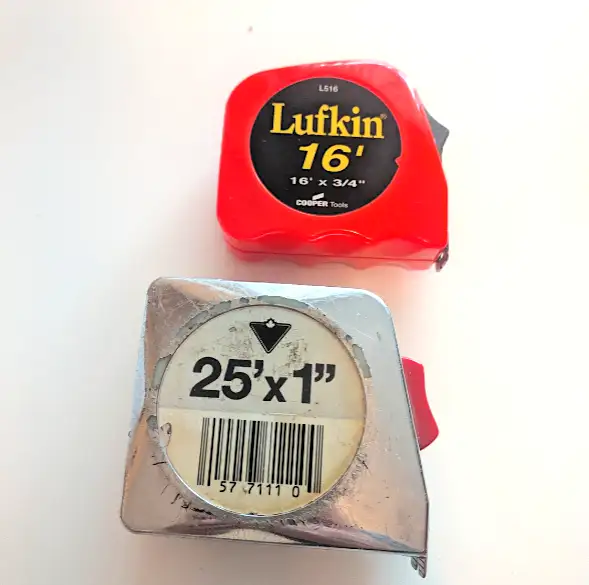 L516
Lufkin®
16'
16' x 3/4"
COOPER Tools
25'x1"
57 7111 0